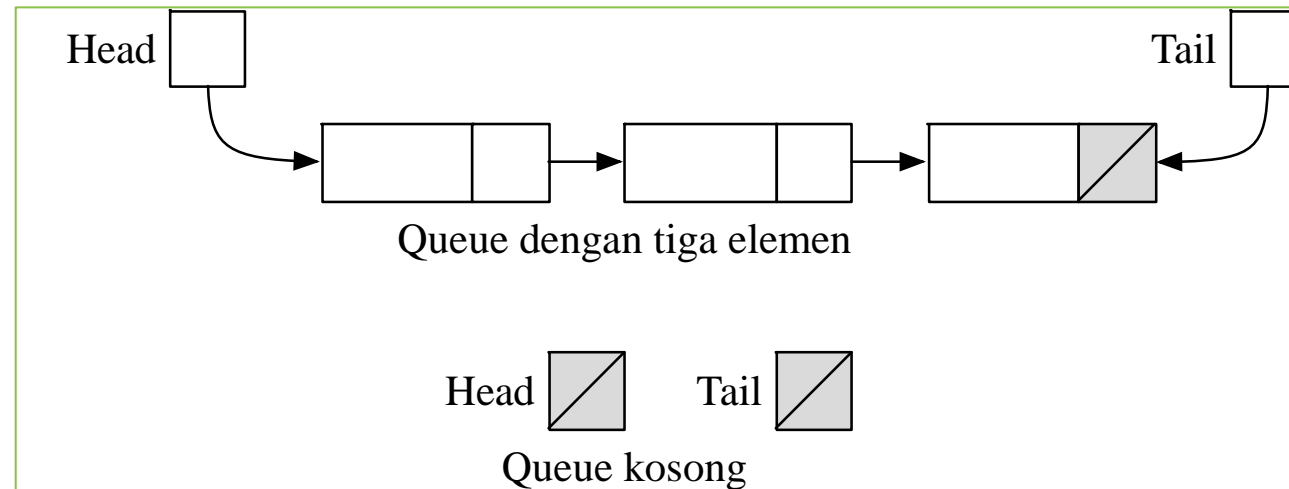 Head
Tail
Queue dengan tiga elemen
Head
Tail
Queue kosong